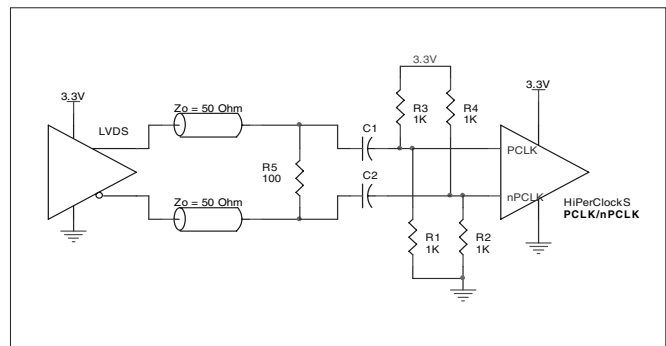 3.3V
3.3V
3.3V
Zo = 50 Ohm
LVDS
R3
1K
R4
1K
C1
PCLK
R5
100
C2
nPCLK
HiPerClockS
PCLK/nPCLK
Zo = 50 Ohm
R1
1K
R2
1K